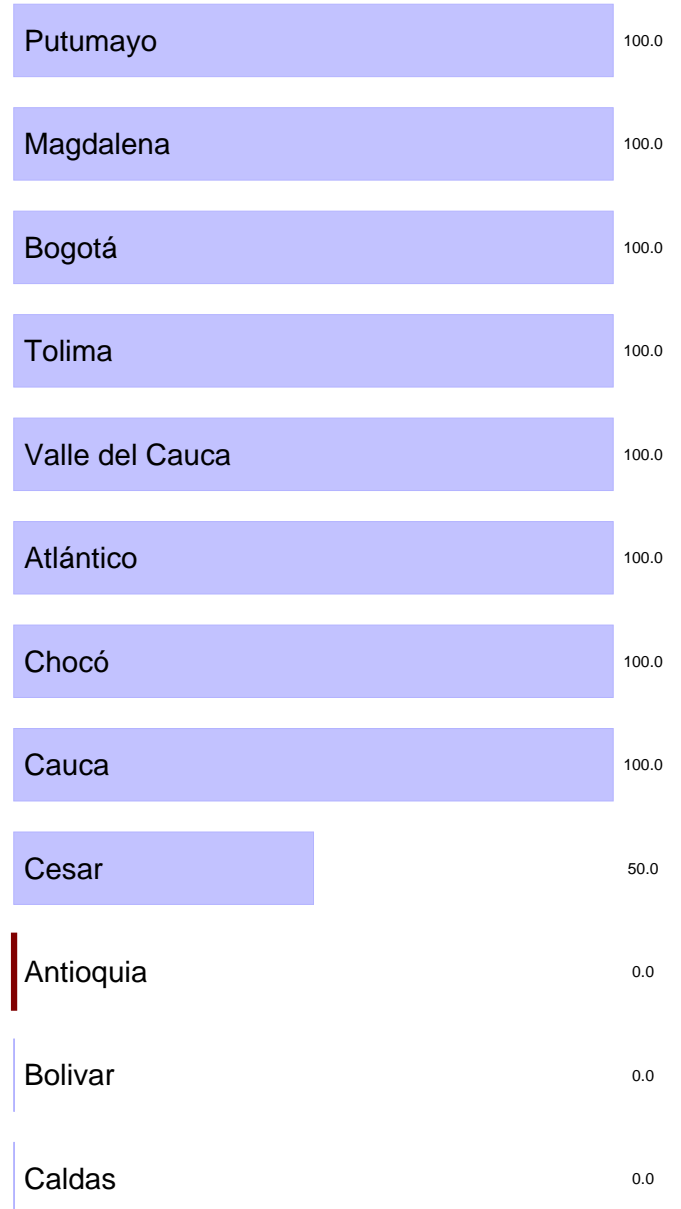 Putumayo 100.0
Magdalena 100.0
Bogotá 100.0
Tolima 100.0
Valle del Cauca 100.0
Atlántico 100.0
Chocó 100.0
Cauca 100.0
Cesar 50.0
Antioquia 0.0
Bolivar 0.0
Caldas 0.0